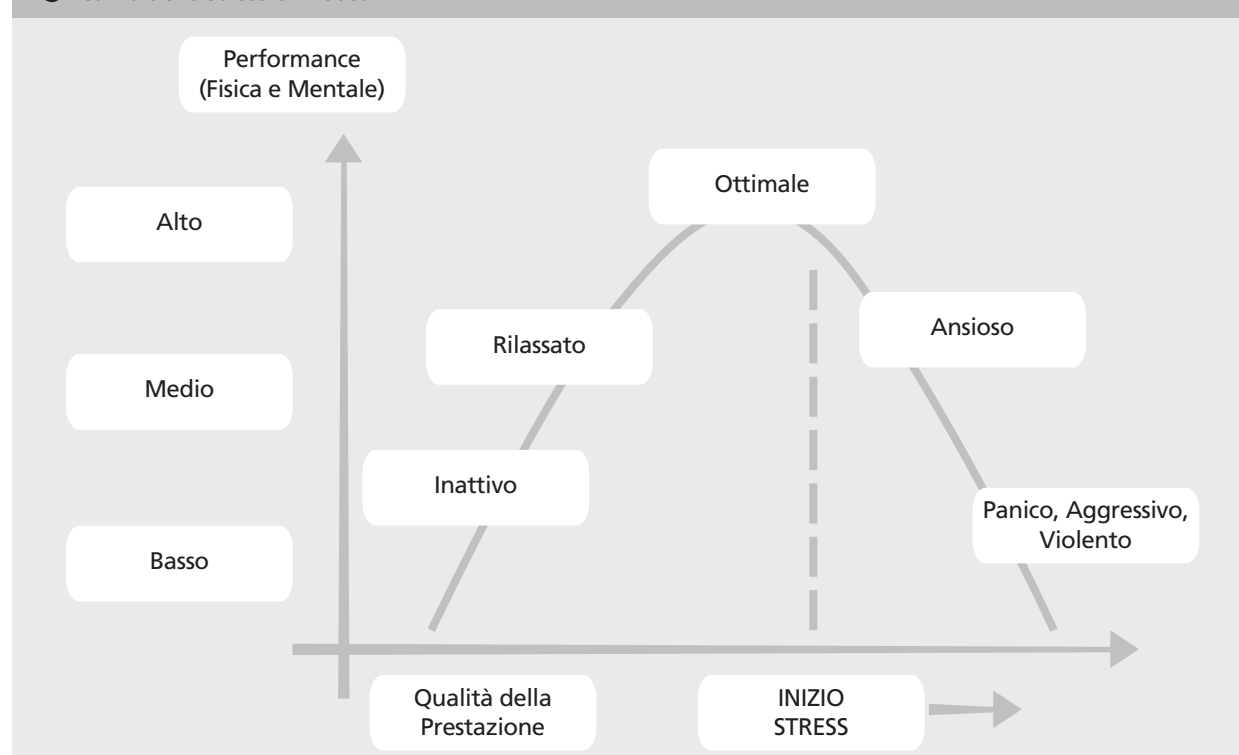 Performance
(Fisica e Mentale)
Ottimale
Alto
Rilassato
Ansioso
Medio
Inattivo
Panico, Aggressivo,
Violento
Basso
Qualità della
Prestazione
INIZIO
STRESS